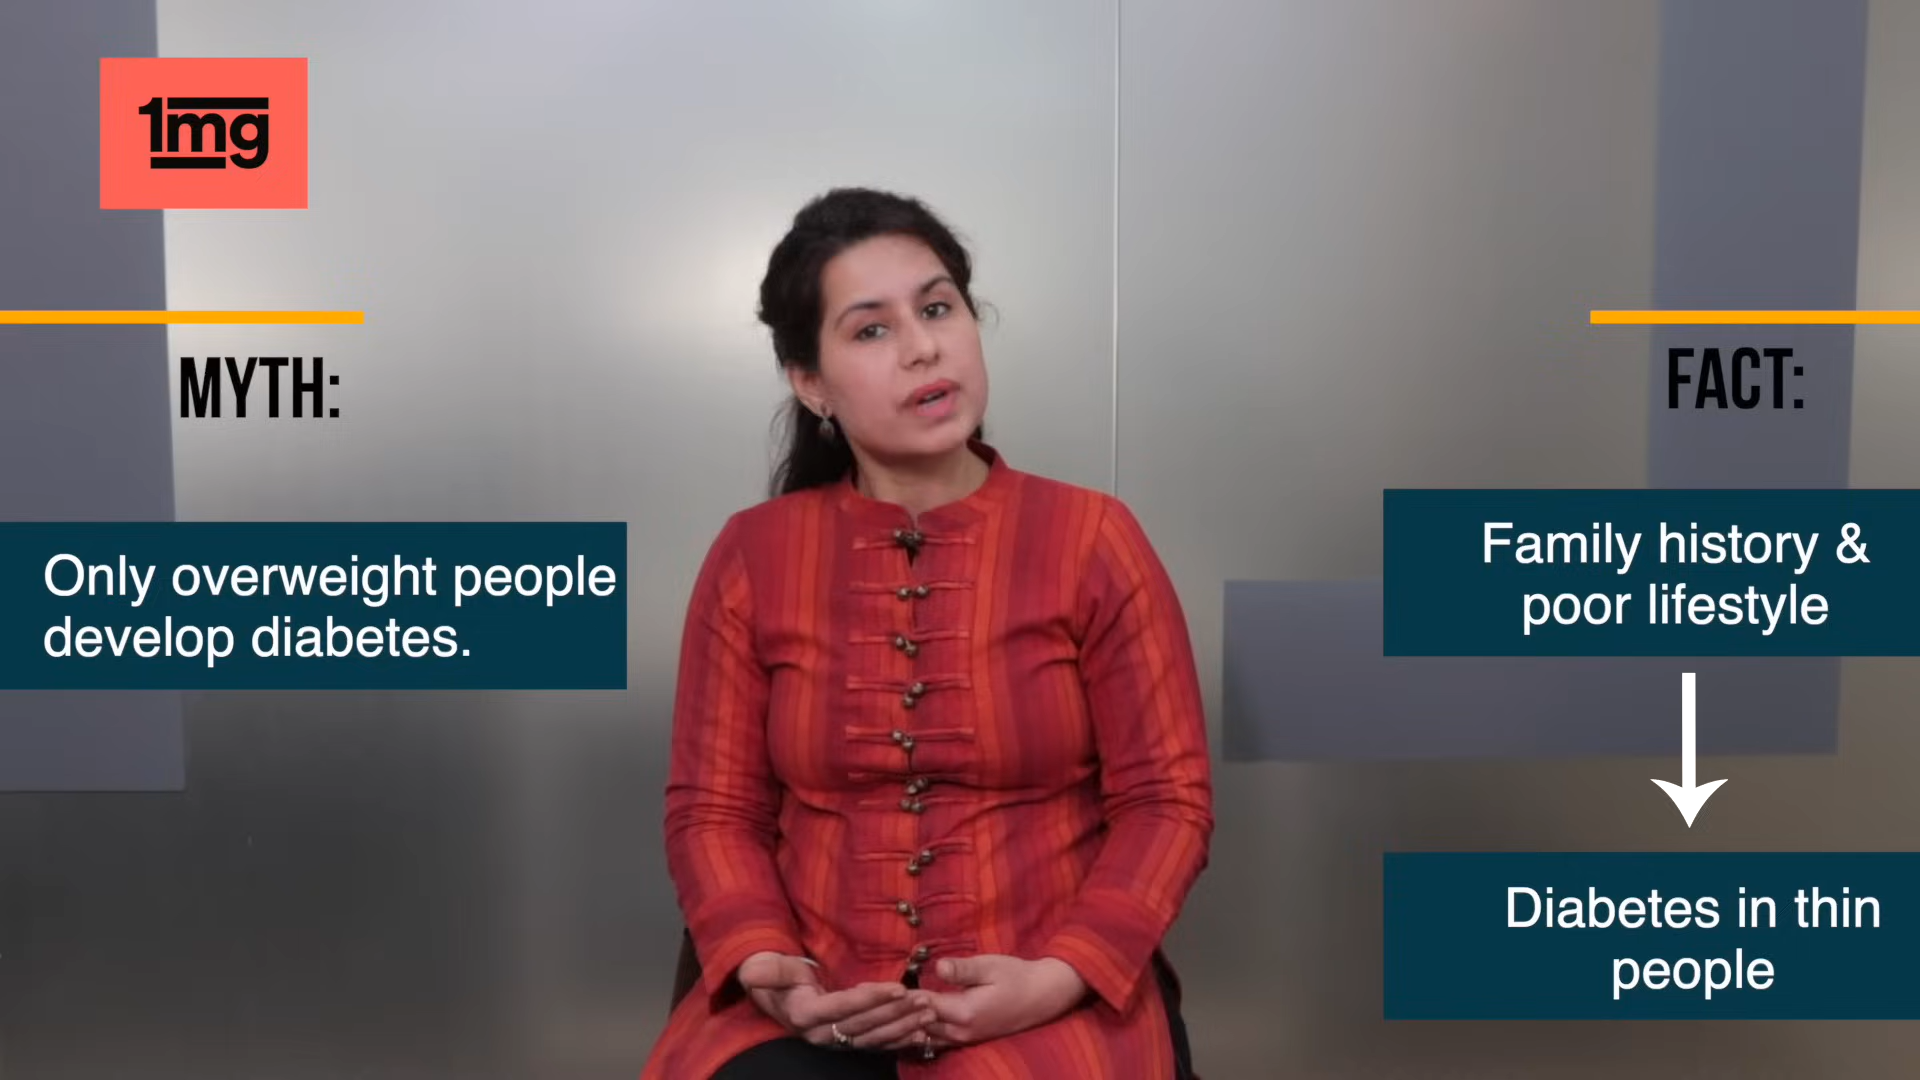 1mg
MYTH:
Only overweight people
develop diabetes.
FACT:
Family history &
poor lifestyle
Diabetes in thin
people